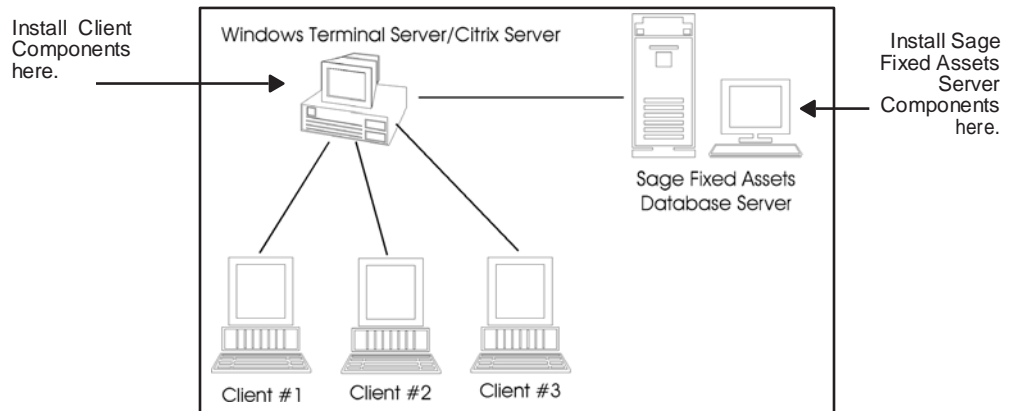 Install Client
Components
here.
Windows Terminal Server/Citrix Server
Install Sage
Fixed Assets
Server
Components
here.
Sage Fixed Assets
Database Server
Client #1
Client #2
Client #3